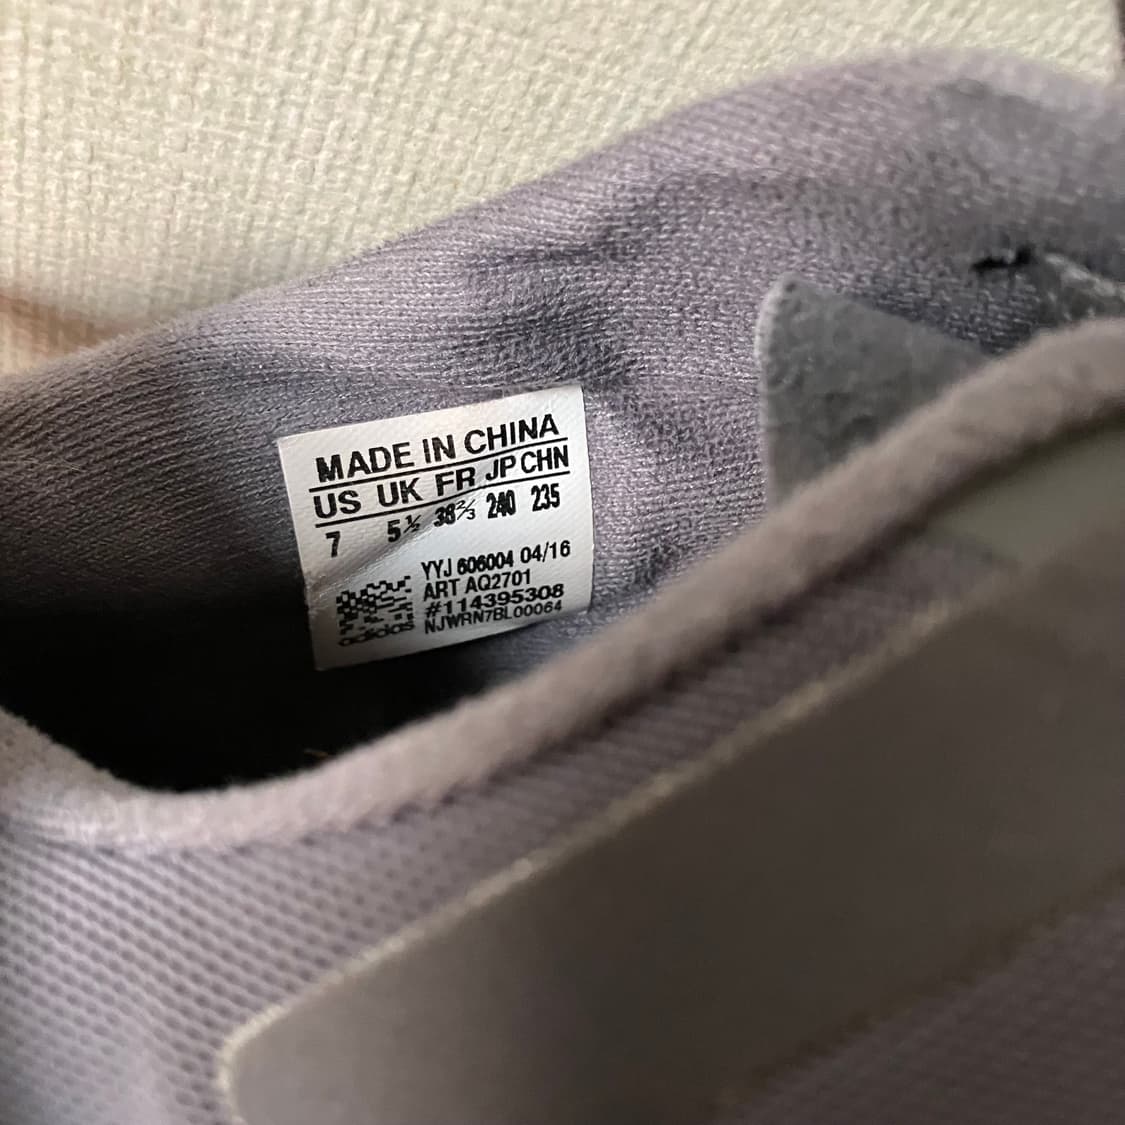 MADE IN CHINA
US UK FR JP CHN
7 5½ 38⅔ 240 235
YYJ 606004 04/16
ART AQ2701
#114395308
NJWRN7BL00064
adidas